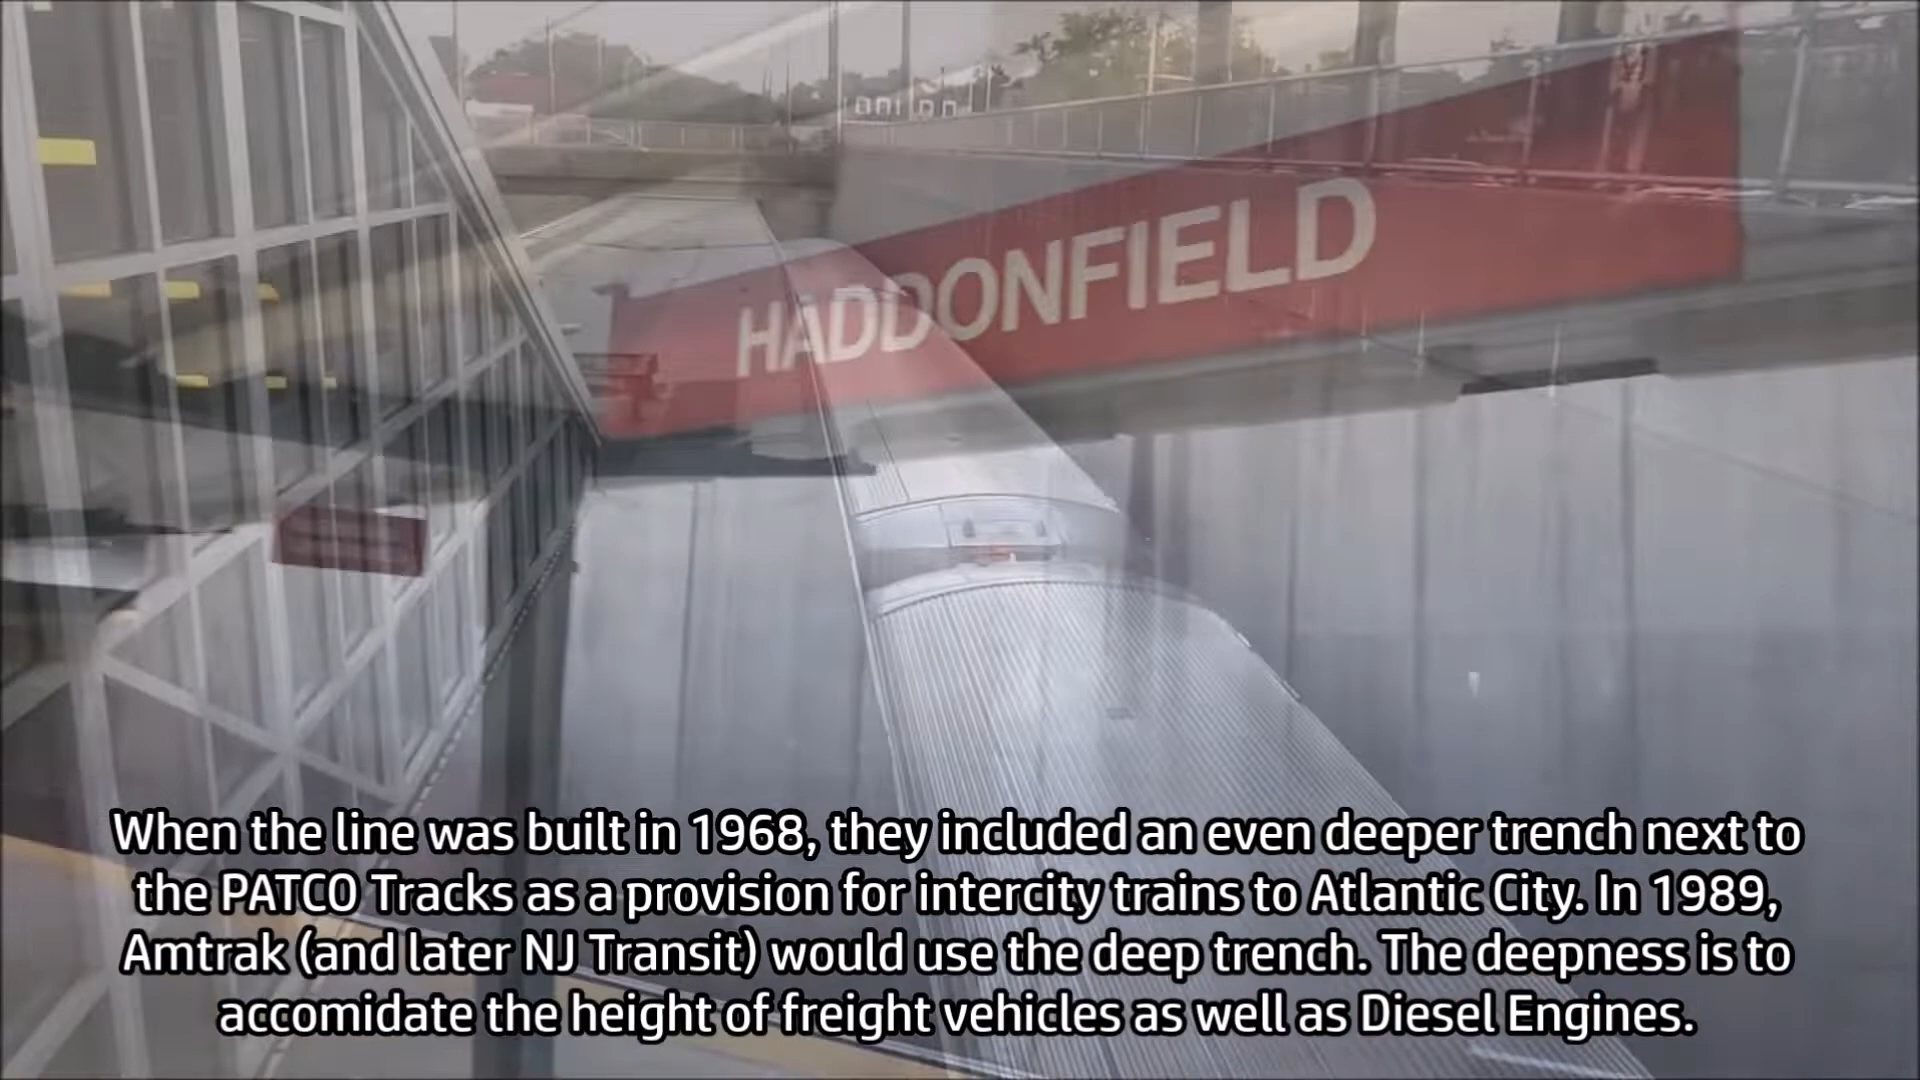 HADDONFIELD
When the line was built in 1968, they included an even deeper trench next to
the PATCO Tracks as a provision for intercity trains to Atlantic City. In 1989,
Amtrak (and later NJ Transit) would use the deep trench. The deepness is to
accomidate the height of freight vehicles as well as Diesel Engines.